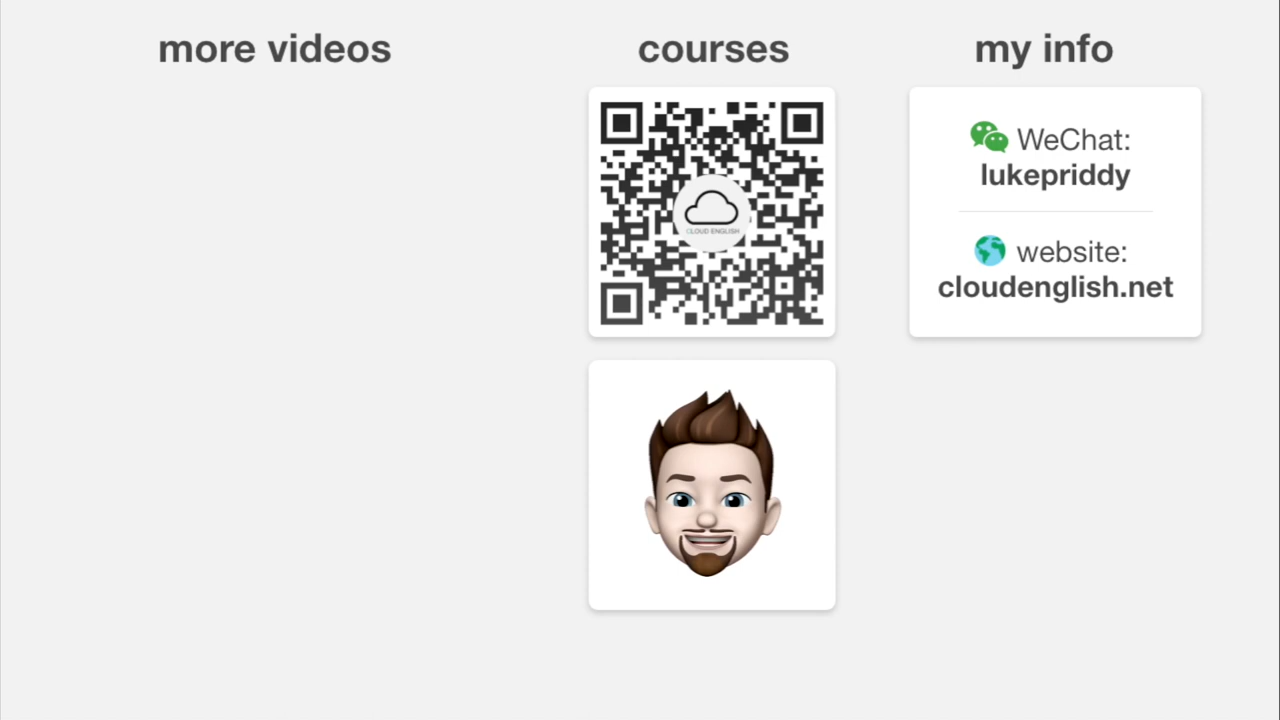 more videos
courses
my info
CLOUD ENGLISH
WeChat:
lukepriddy
website:
cloudenglish.net